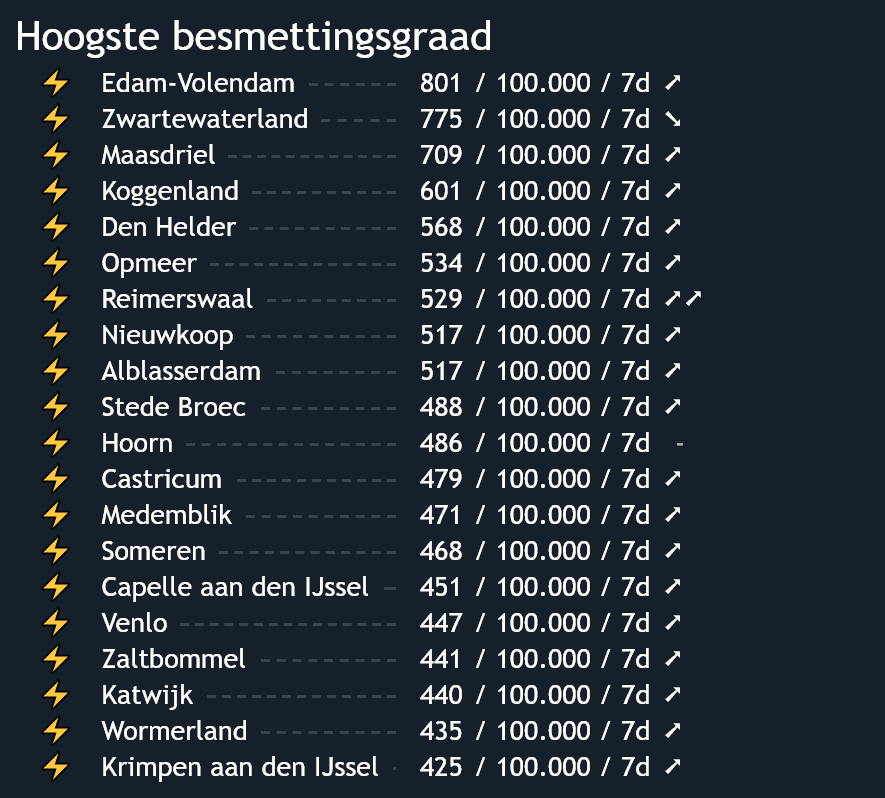 Hoogste besmettingsgraad
⚡ Edam-Volendam ------ 801 / 100.000 / 7d ➚
⚡ Zwartewaterland ----- 775 / 100.000 / 7d ➘
⚡ Maasdriel ----------- 709 / 100.000 / 7d ➚
⚡ Koggenland --------- 601 / 100.000 / 7d ➚
⚡ Den Helder --------- 568 / 100.000 / 7d ➚
⚡ Opmeer ------------ 534 / 100.000 / 7d ➚
⚡ Reimerswaal -------- 529 / 100.000 / 7d ➚➚
⚡ Nieuwkoop ---------- 517 / 100.000 / 7d ➚
⚡ Alblasserdam -------- 517 / 100.000 / 7d ➚
⚡ Stede Broec --------- 488 / 100.000 / 7d ➚
⚡ Hoorn -------------- 486 / 100.000 / 7d -
⚡ Castricum ----------- 479 / 100.000 / 7d ➚
⚡ Medemblik ---------- 471 / 100.000 / 7d ➚
⚡ Someren ------------ 468 / 100.000 / 7d ➚
⚡ Capelle aan den IJssel - 451 / 100.000 / 7d ➚
⚡ Venlo -------------- 447 / 100.000 / 7d ➚
⚡ Zaltbommel --------- 441 / 100.000 / 7d ➚
⚡ Katwijk ------------- 440 / 100.000 / 7d ➚
⚡ Wormerland --------- 435 / 100.000 / 7d ➚
⚡ Krimpen aan den IJssel - 425 / 100.000 / 7d ➚